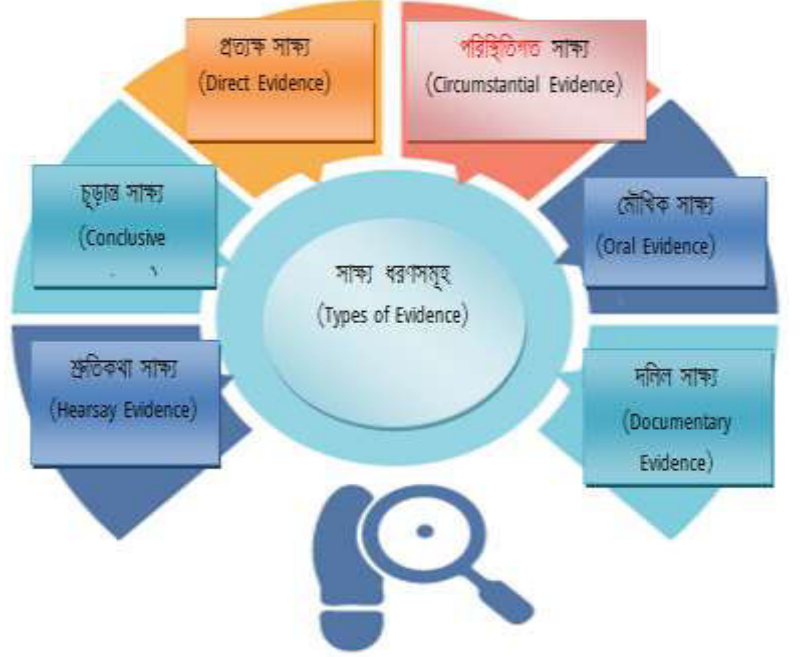 প্রত্যক্ষ সাক্ষ্য
(Direct Evidence)
পরিস্থিতিগত সাক্ষ্য
(Circumstantial Evidence)
চূড়ান্ত সাক্ষ্য
(Conclusive
মৌখিক সাক্ষ্য
(Oral Evidence)
সাক্ষ্য ধরণসমূহ
(Types of Evidence)
শ্রুতিকথা সাক্ষ্য
(Hearsay Evidence)
দলিল সাক্ষ্য
(Documentary
Evidence)